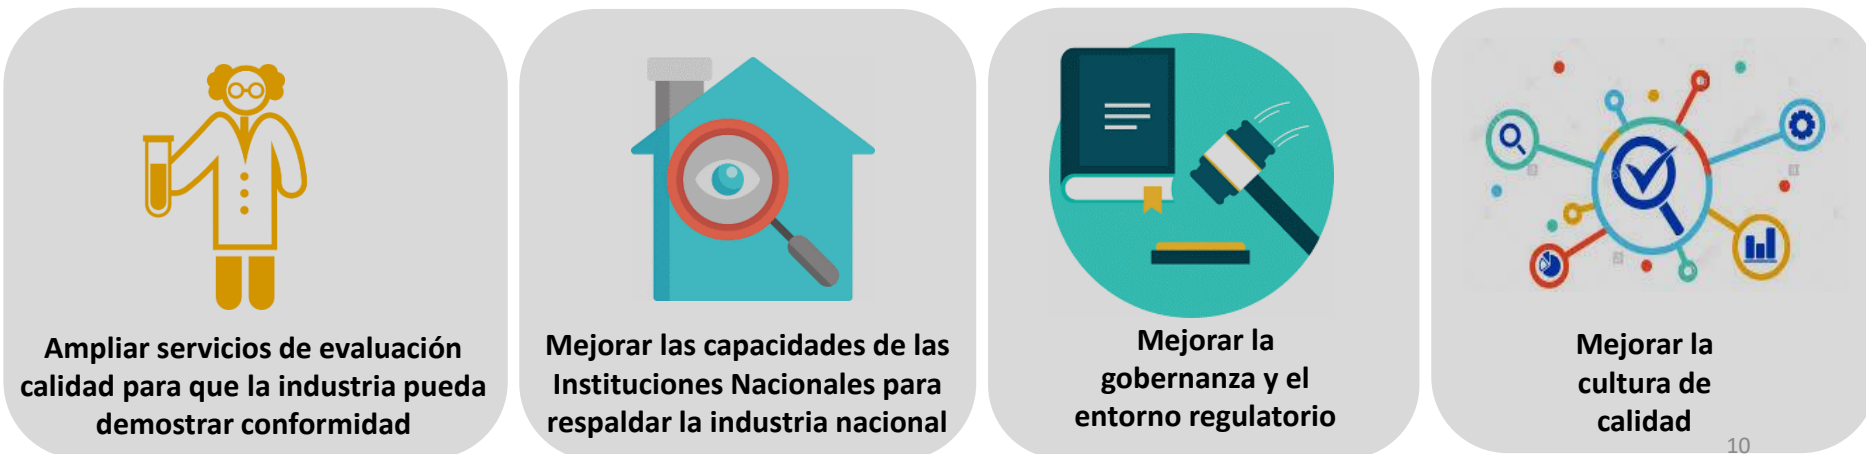 Ampliar servicios de evaluación
calidad para que la industria pueda
demostrar conformidad
Mejorar las capacidades de las
Instituciones Nacionales para
respaldar la industria nacional
Mejorar la
gobernanza y el
entorno regulatorio
Mejorar la
cultura de
calidad
10